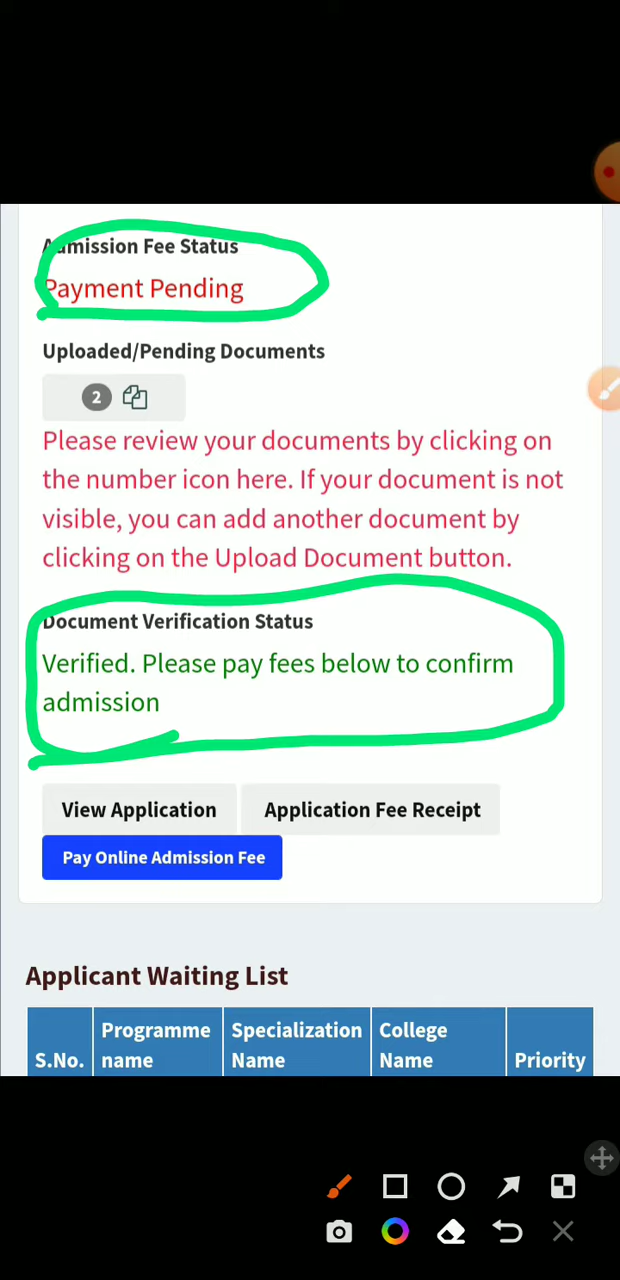 Admission Fee Status
Payment Pending
Uploaded/Pending Documents
2
Please review your documents by clicking on
the number icon here. If your document is not
visible, you can add another document by
clicking on the Upload Document button.
Document Verification Status
Verified. Please pay fees below to confirm
admission
View Application
Application Fee Receipt
Pay Online Admission Fee
Applicant Waiting List
S.No.
Programme
name
Specialization
Name
College
Name
Priority